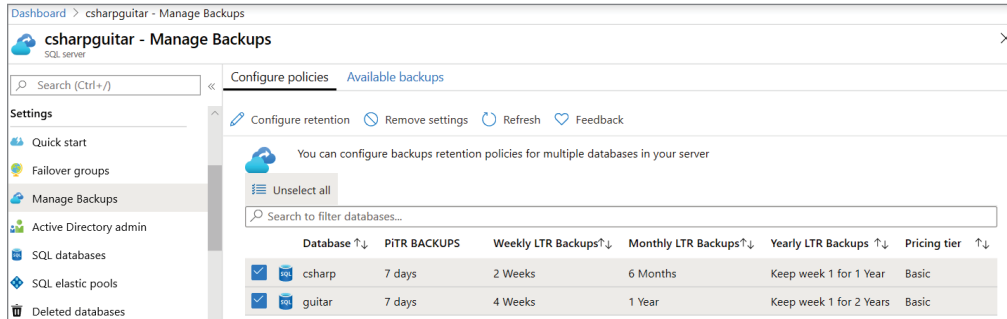 Dashboard > csharpguitar - Manage Backups
csharpguitar - Manage Backups
SQL server
Search (Ctrl+/)
Settings
Quick start
Failover groups
Manage Backups
Active Directory admin
SQL databases
SQL elastic pools
Deleted databases
Configure policies Available backups
Configure retention Remove settings Refresh Feedback
You can configure backups retention policies for multiple databases in your server
Unselect all
Search to filter databases...
Database ↑↓ PiTR BACKUPS Weekly LTR Backups↑↓ Monthly LTR Backups↑↓ Yearly LTR Backups ↑↓ Pricing tier ↑↓
csharp 7 days 2 Weeks 6 Months Keep week 1 for 1 Year Basic
guitar 7 days 4 Weeks 1 Year Keep week 1 for 2 Years Basic